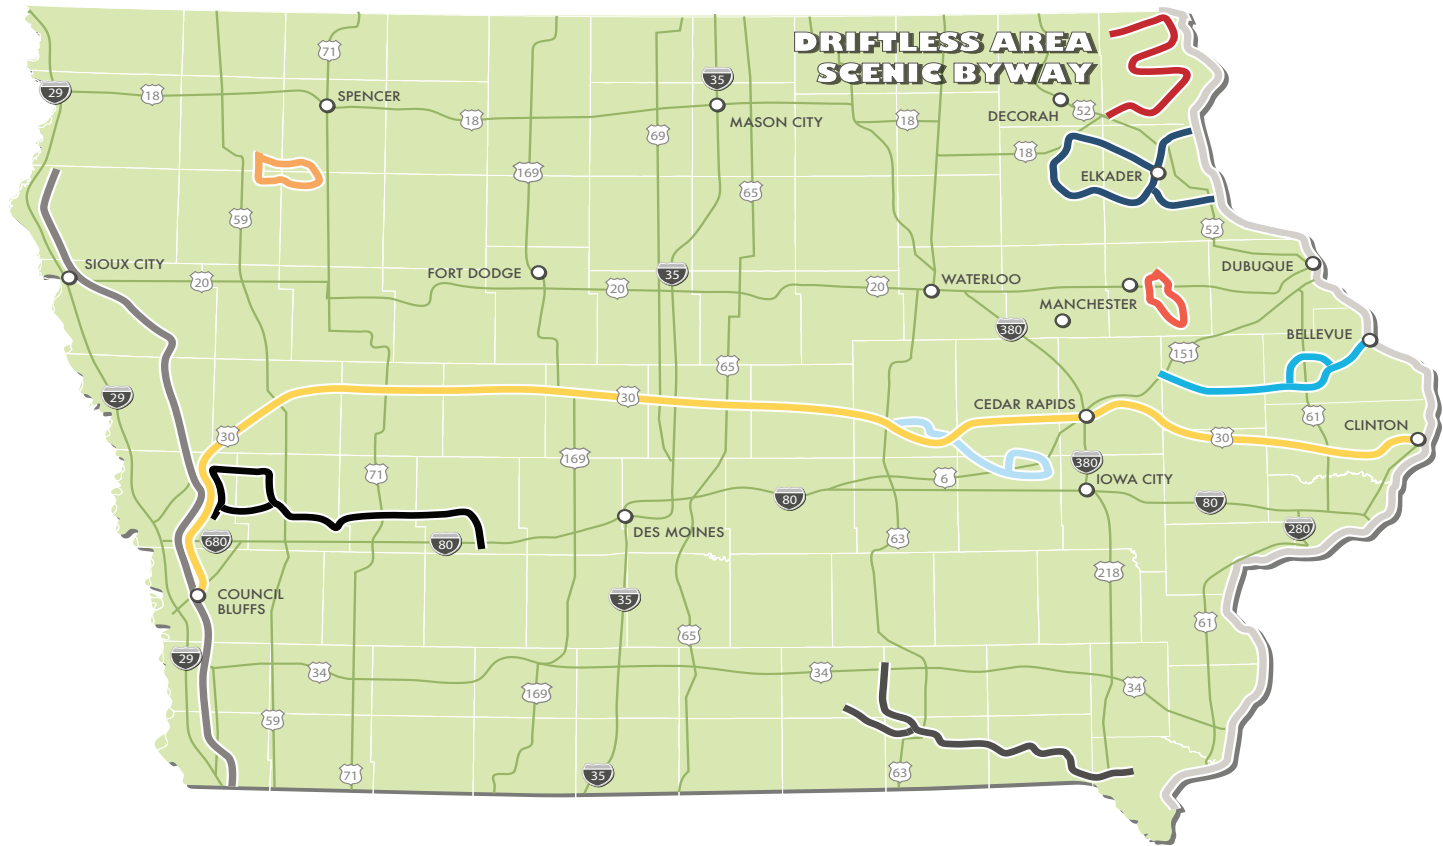 DRIFTLESS AREA
SCENIC BYWAY
71
35
29
18
SPENCER
18
MASON CITY
69
18
DECORAH
52
18
169
65
ELKADER
59
52
SIOUX CITY
20
FORT DODGE
20
35
20
WATERLOO
DUBUQUE
MANCHESTER
380
BELLEVUE
151
65
29
30
CEDAR RAPIDS
61
CLINTON
30
30
169
71
380
6
IOWA CITY
80
80
280
DES MOINES
680
80
63
218
COUNCIL
BLUFFS
35
61
65
29
34
34
34
169
59
71
35
63